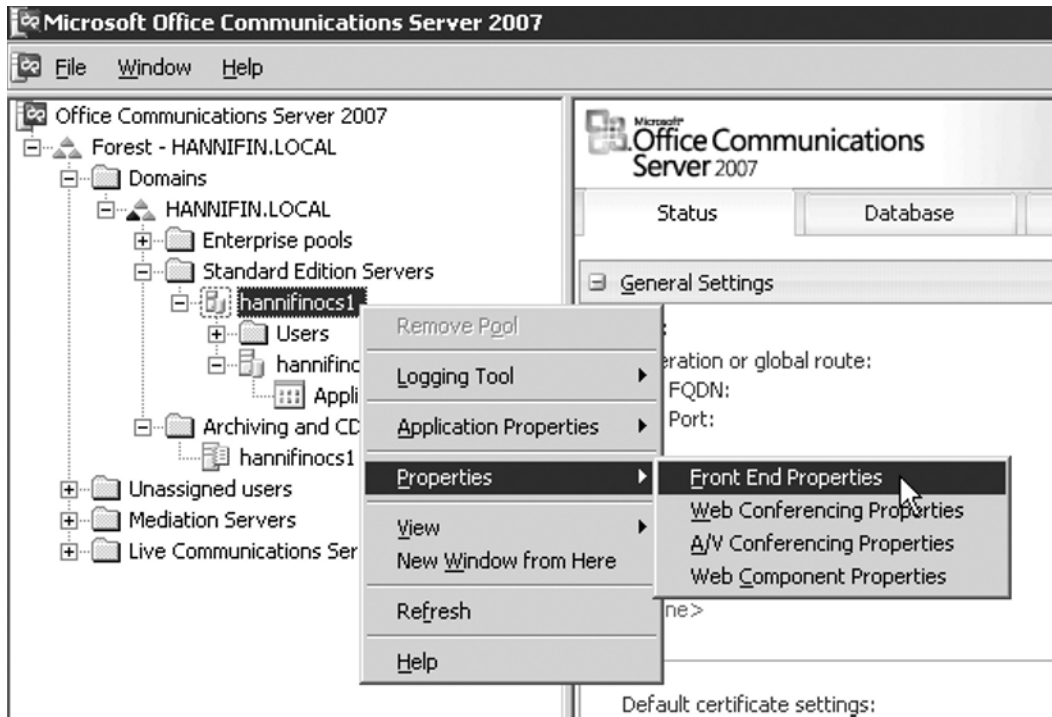 Microsoft Office Communications Server 2007
File Window Help
Office Communications Server 2007
Forest - HANNIFIN.LOCAL
Domains
HANNIFIN.LOCAL
Enterprise pools
Standard Edition Servers
hannifinocs1
Users
hannifinc
Appli
Archiving and CD
hannifinocs1
Unassigned users
Mediation Servers
Live Communications Ser
Remove Pool
Logging Tool
Application Properties
Properties
View
New Window from Here
Refresh
Help
Front End Properties
Web Conferencing Properties
A/V Conferencing Properties
Web Component Properties
Microsoft
Office Communications
Server 2007
Status Database
General Settings
eration or global route:
FQDN:
Port:
ne>
Default certificate settings: